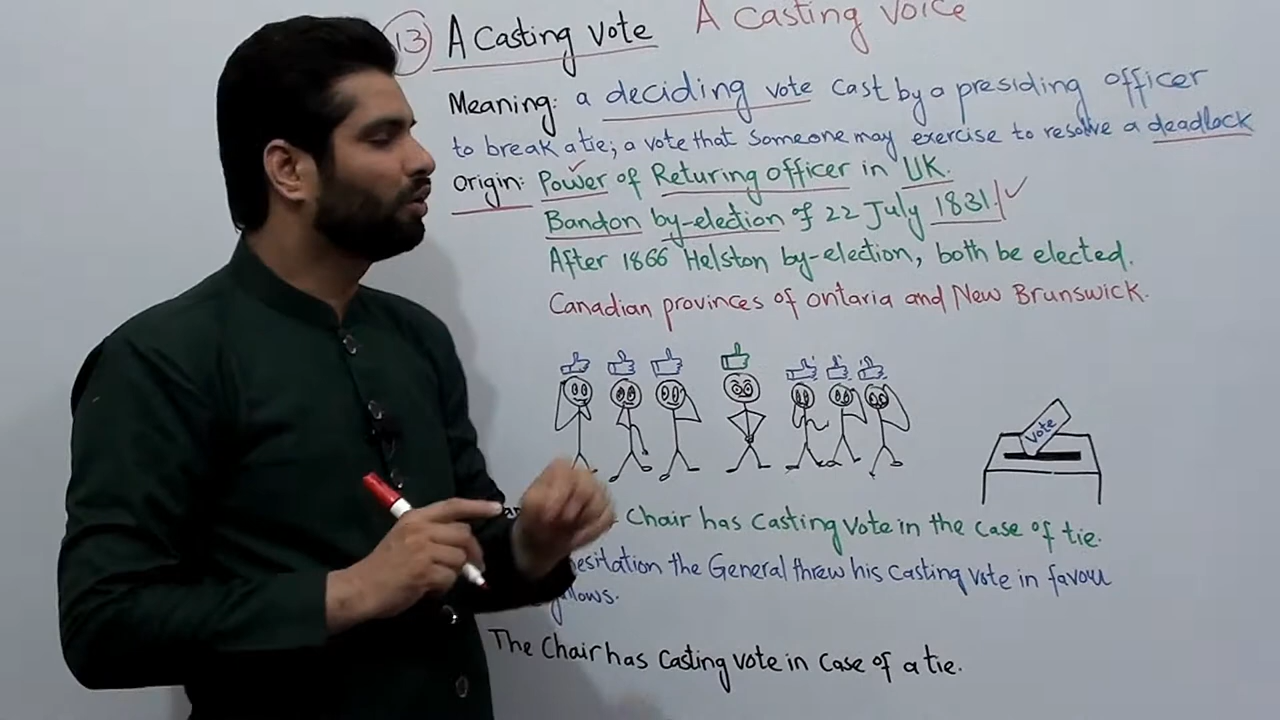 13 A Casting vote A Casting voice
Meaning: a deciding vote cast by a presiding officer
to break a tie; a vote that someone may exercise to resolve a deadlock
Origin: Power of Returing officer in UK.
Bandon by-election of 22 July 1831.
After 1866 Helston by-election, both be elected.
Canadian provinces of ontaria and New Brunswick.
Vote
Chair has casting vote in the case of tie.
the General threw his casting vote in favou
The Chair has casting vote in case of a tie.